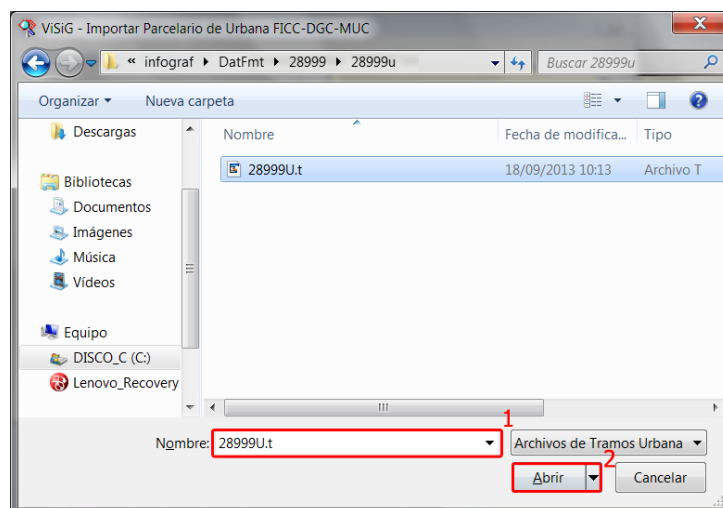 ViSiG - Importar Parcelario de Urbana FICC-DGC-MUC
« infograf DatFmt 28999 28999u
Buscar 28999u
Organizar Nueva carpeta
Descargas
Bibliotecas
Documentos
Imágenes
Música
Vídeos
Equipo
DISCO_C (C:)
Lenovo_Recovery
Nombre Fecha de modifica... Tipo
28999U.t 18/09/2013 10:13 Archivo T
1
Nombre: 28999U.t Archivos de Tramos Urbana
2
Abrir Cancelar